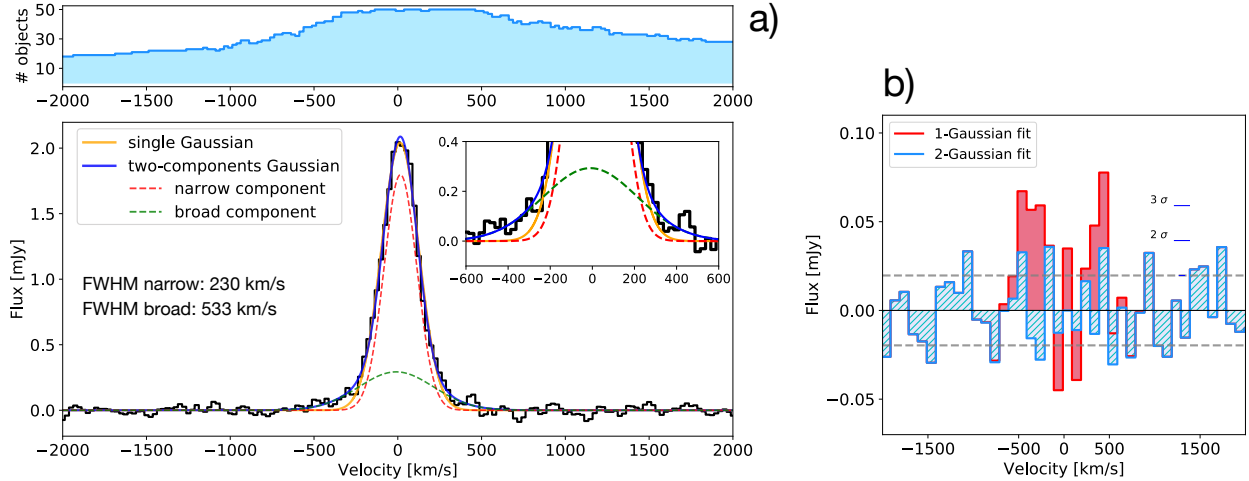 a)
50
30
10
# objects
−2000 −1500 −1000 −500 0 500 1000 1500 2000
single Gaussian
two-components Gaussian
narrow component
broad component
FWHM narrow: 230 km/s
FWHM broad: 533 km/s
2.0
1.5
1.0
0.5
0.0
Flux [mJy]
0.4
0.2
0.0
−600 −400 −200 0 200 400 600
−2000 −1500 −1000 −500 0 500 1000 1500 2000
Velocity [km/s]
b)
1-Gaussian fit
2-Gaussian fit
3 σ
2 σ
0.10
0.05
0.00
−0.05
Flux [mJy]
−1500 −500 0 500 1500
Velocity [km/s]